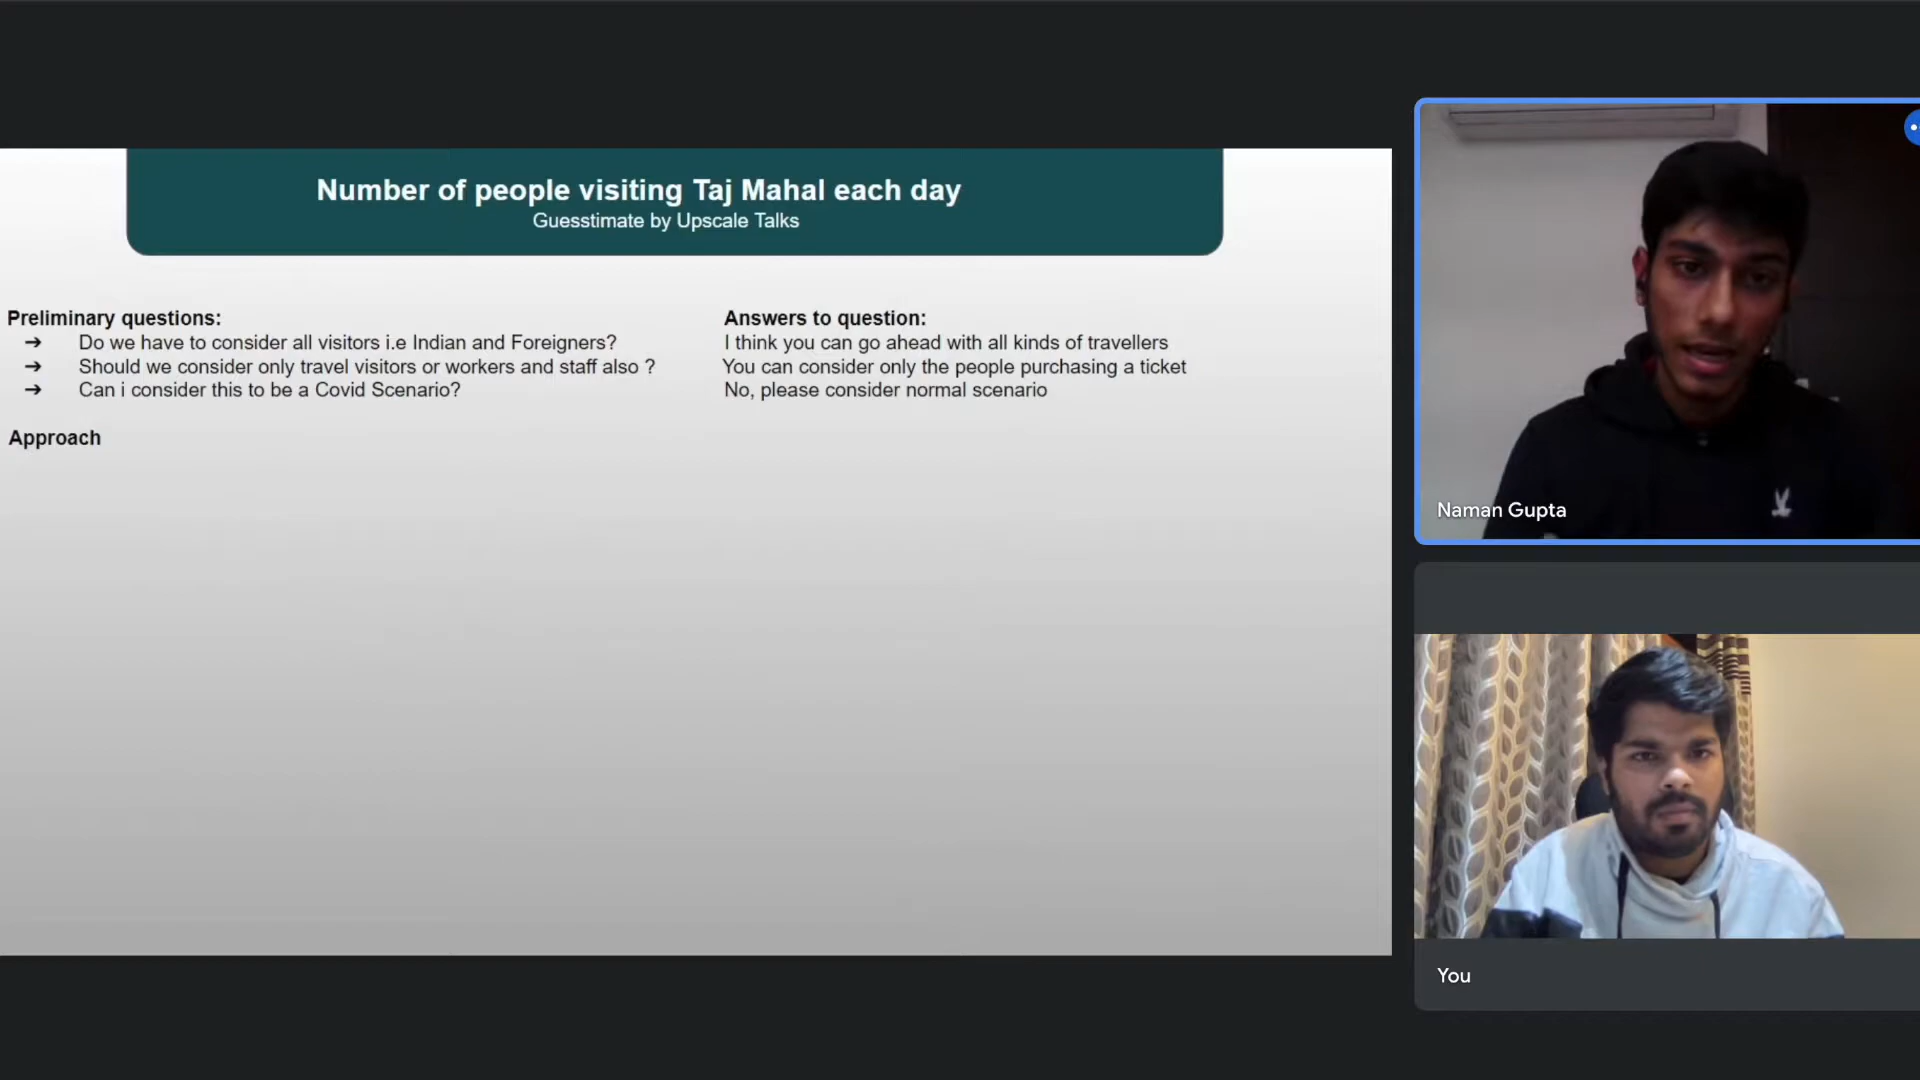 Number of people visiting Taj Mahal each day
Guesstimate by Upscale Talks
Preliminary questions:
➔ Do we have to consider all visitors i.e Indian and Foreigners?
➔ Should we consider only travel visitors or workers and staff also ?
➔ Can i consider this to be a Covid Scenario?
Answers to question:
I think you can go ahead with all kinds of travellers
You can consider only the people purchasing a ticket
No, please consider normal scenario
Approach
Naman Gupta
You